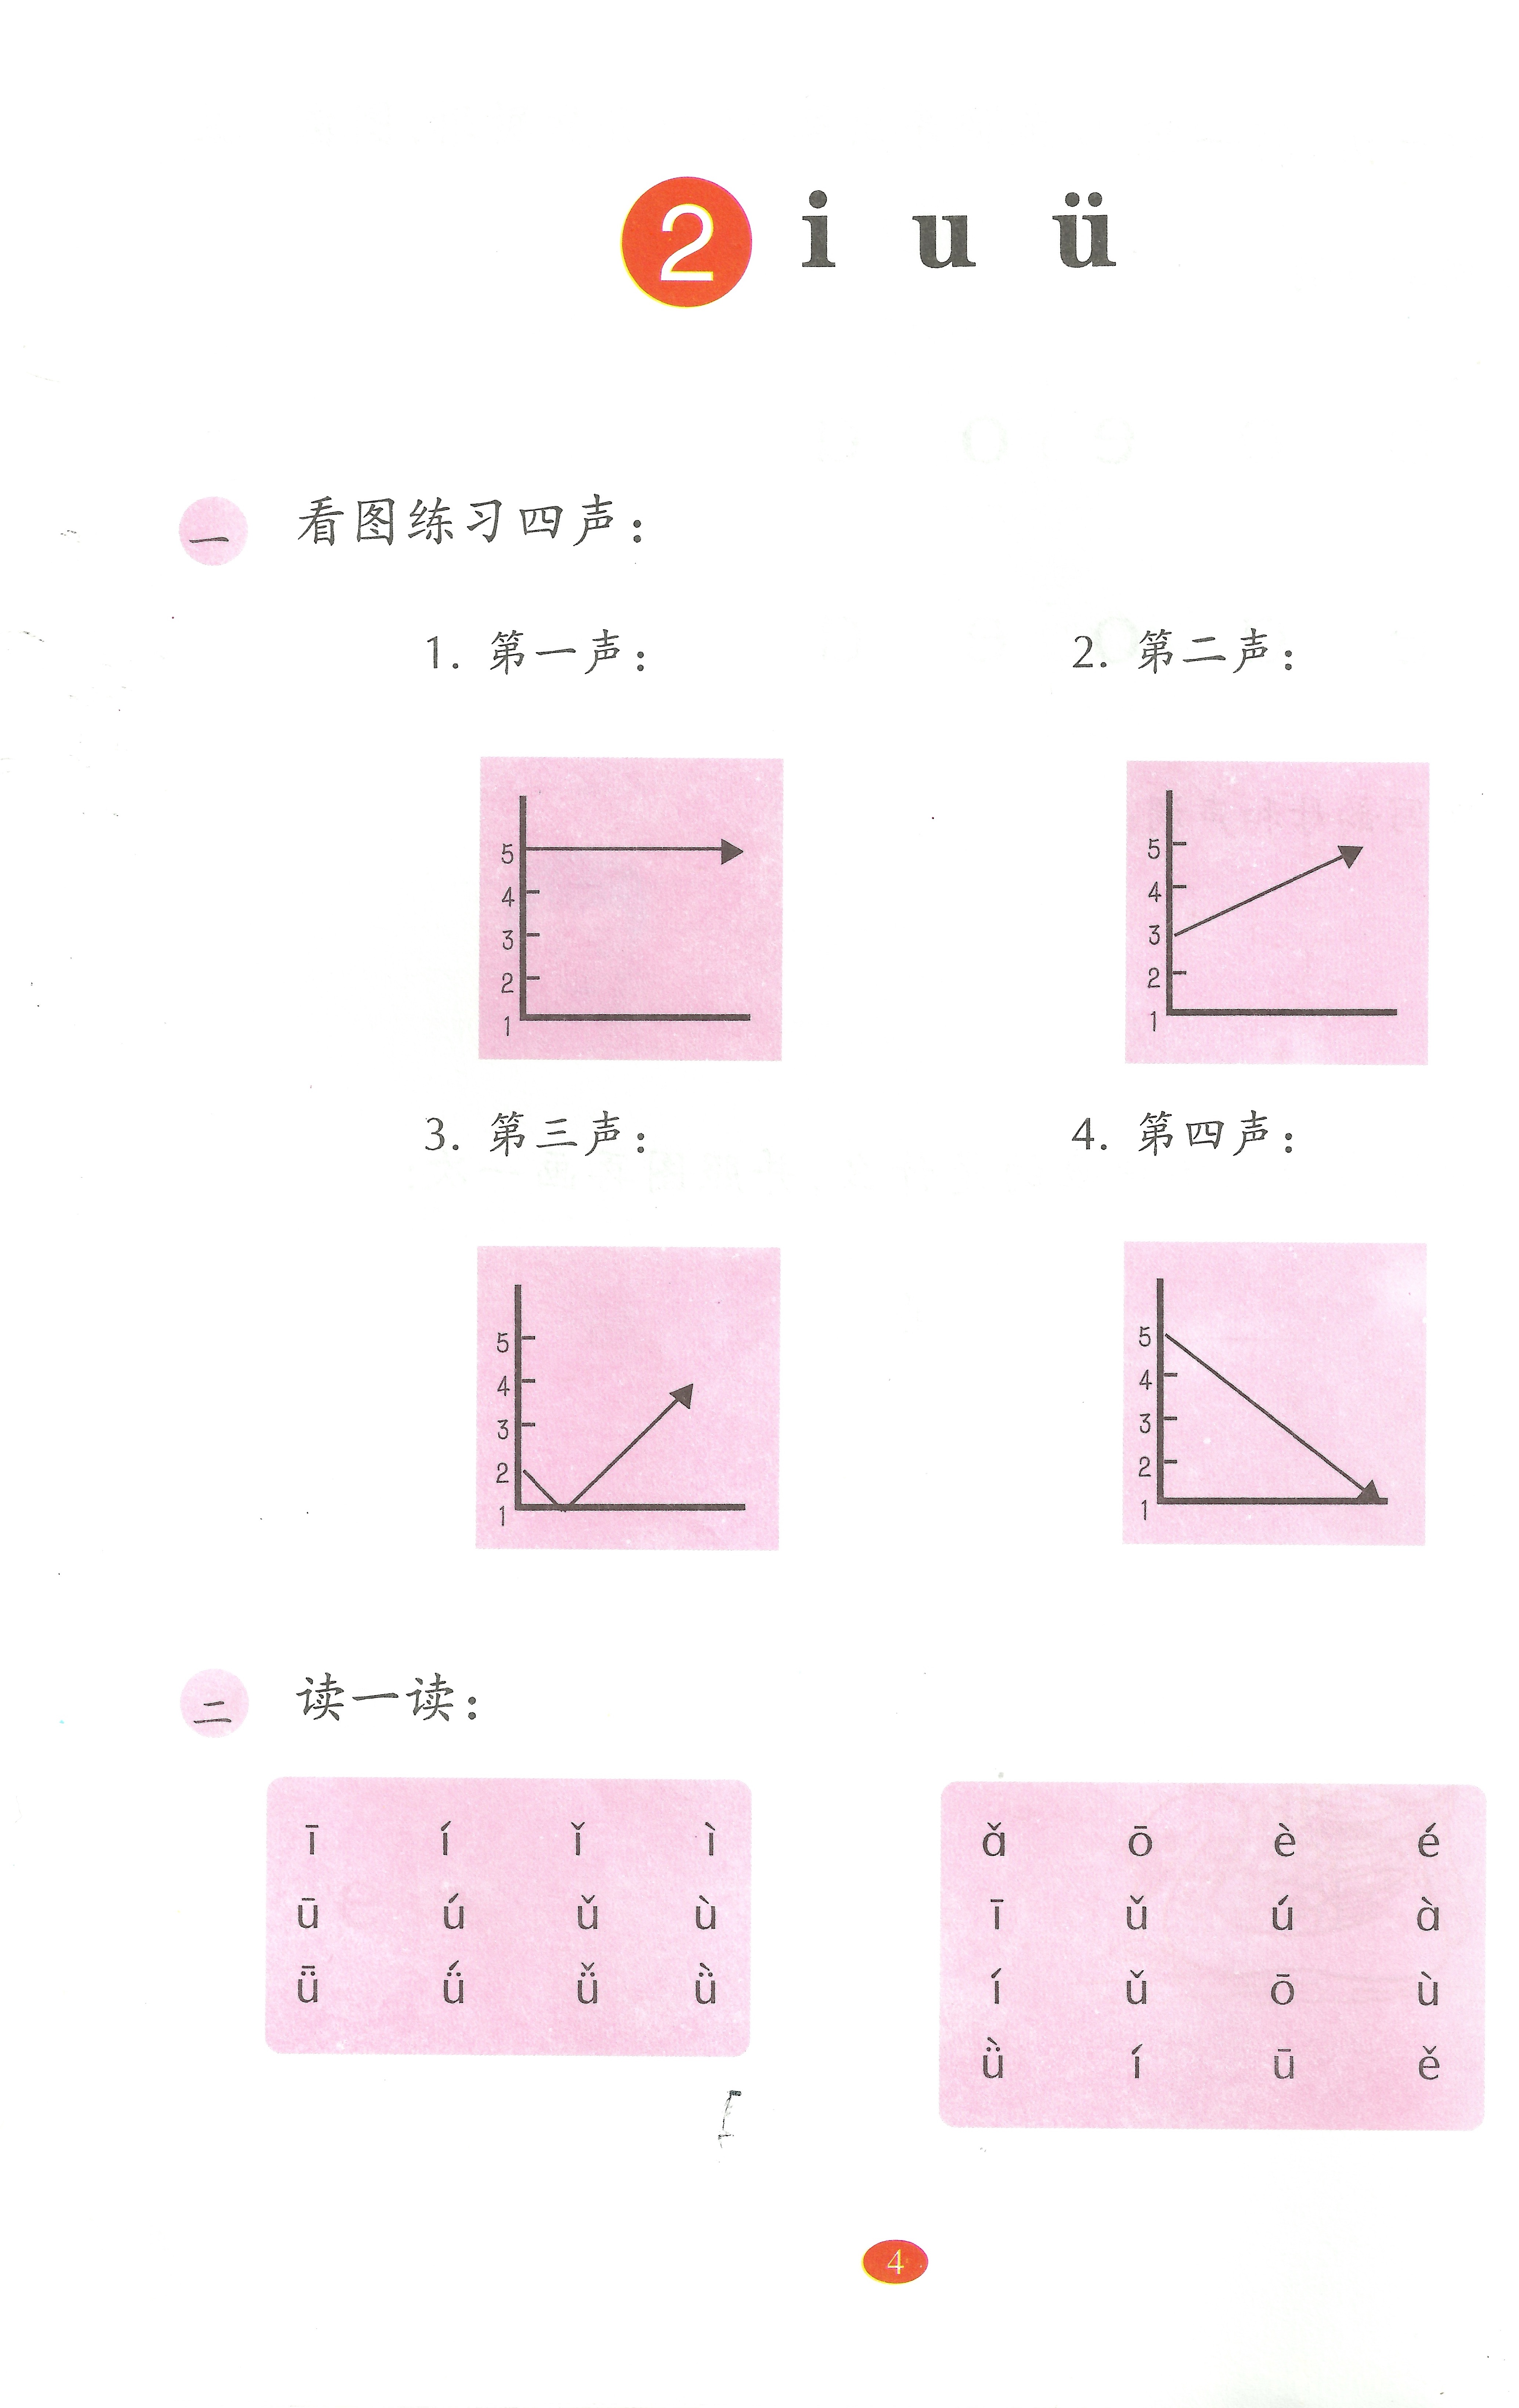 2 i u ü
一 看图练习四声：
1. 第一声： 2. 第二声：
5
4
3
2
1
5
4
3
2
1
3. 第三声： 4. 第四声：
5
4
3
2
1
5
4
3
2
1
二 读一读：
ī í ǐ ì
ū ú ǔ ù
ǖ ǘ ǚ ǜ
ǎ ō è é
ī ǔ ú à
í ǔ ō ù
ǜ í ū ě
4